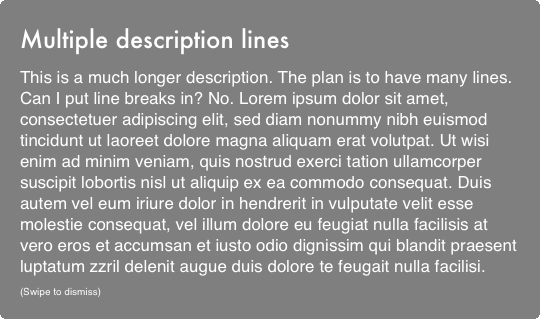 Multiple description lines
This is a much longer description. The plan is to have many lines.
Can I put line breaks in? No. Lorem ipsum dolor sit amet,
consectetuer adipiscing elit, sed diam nonummy nibh euismod
tincidunt ut laoreet dolore magna aliquam erat volutpat. Ut wisi
enim ad minim veniam, quis nostrud exerci tation ullamcorper
suscipit lobortis nisl ut aliquip ex ea commodo consequat. Duis
autem vel eum iriure dolor in hendrerit in vulputate velit esse
molestie consequat, vel illum dolore eu feugiat nulla facilisis at
vero eros et accumsan et iusto odio dignissim qui blandit praesent
luptatum zzril delenit augue duis dolore te feugait nulla facilisi.
(Swipe to dismiss)